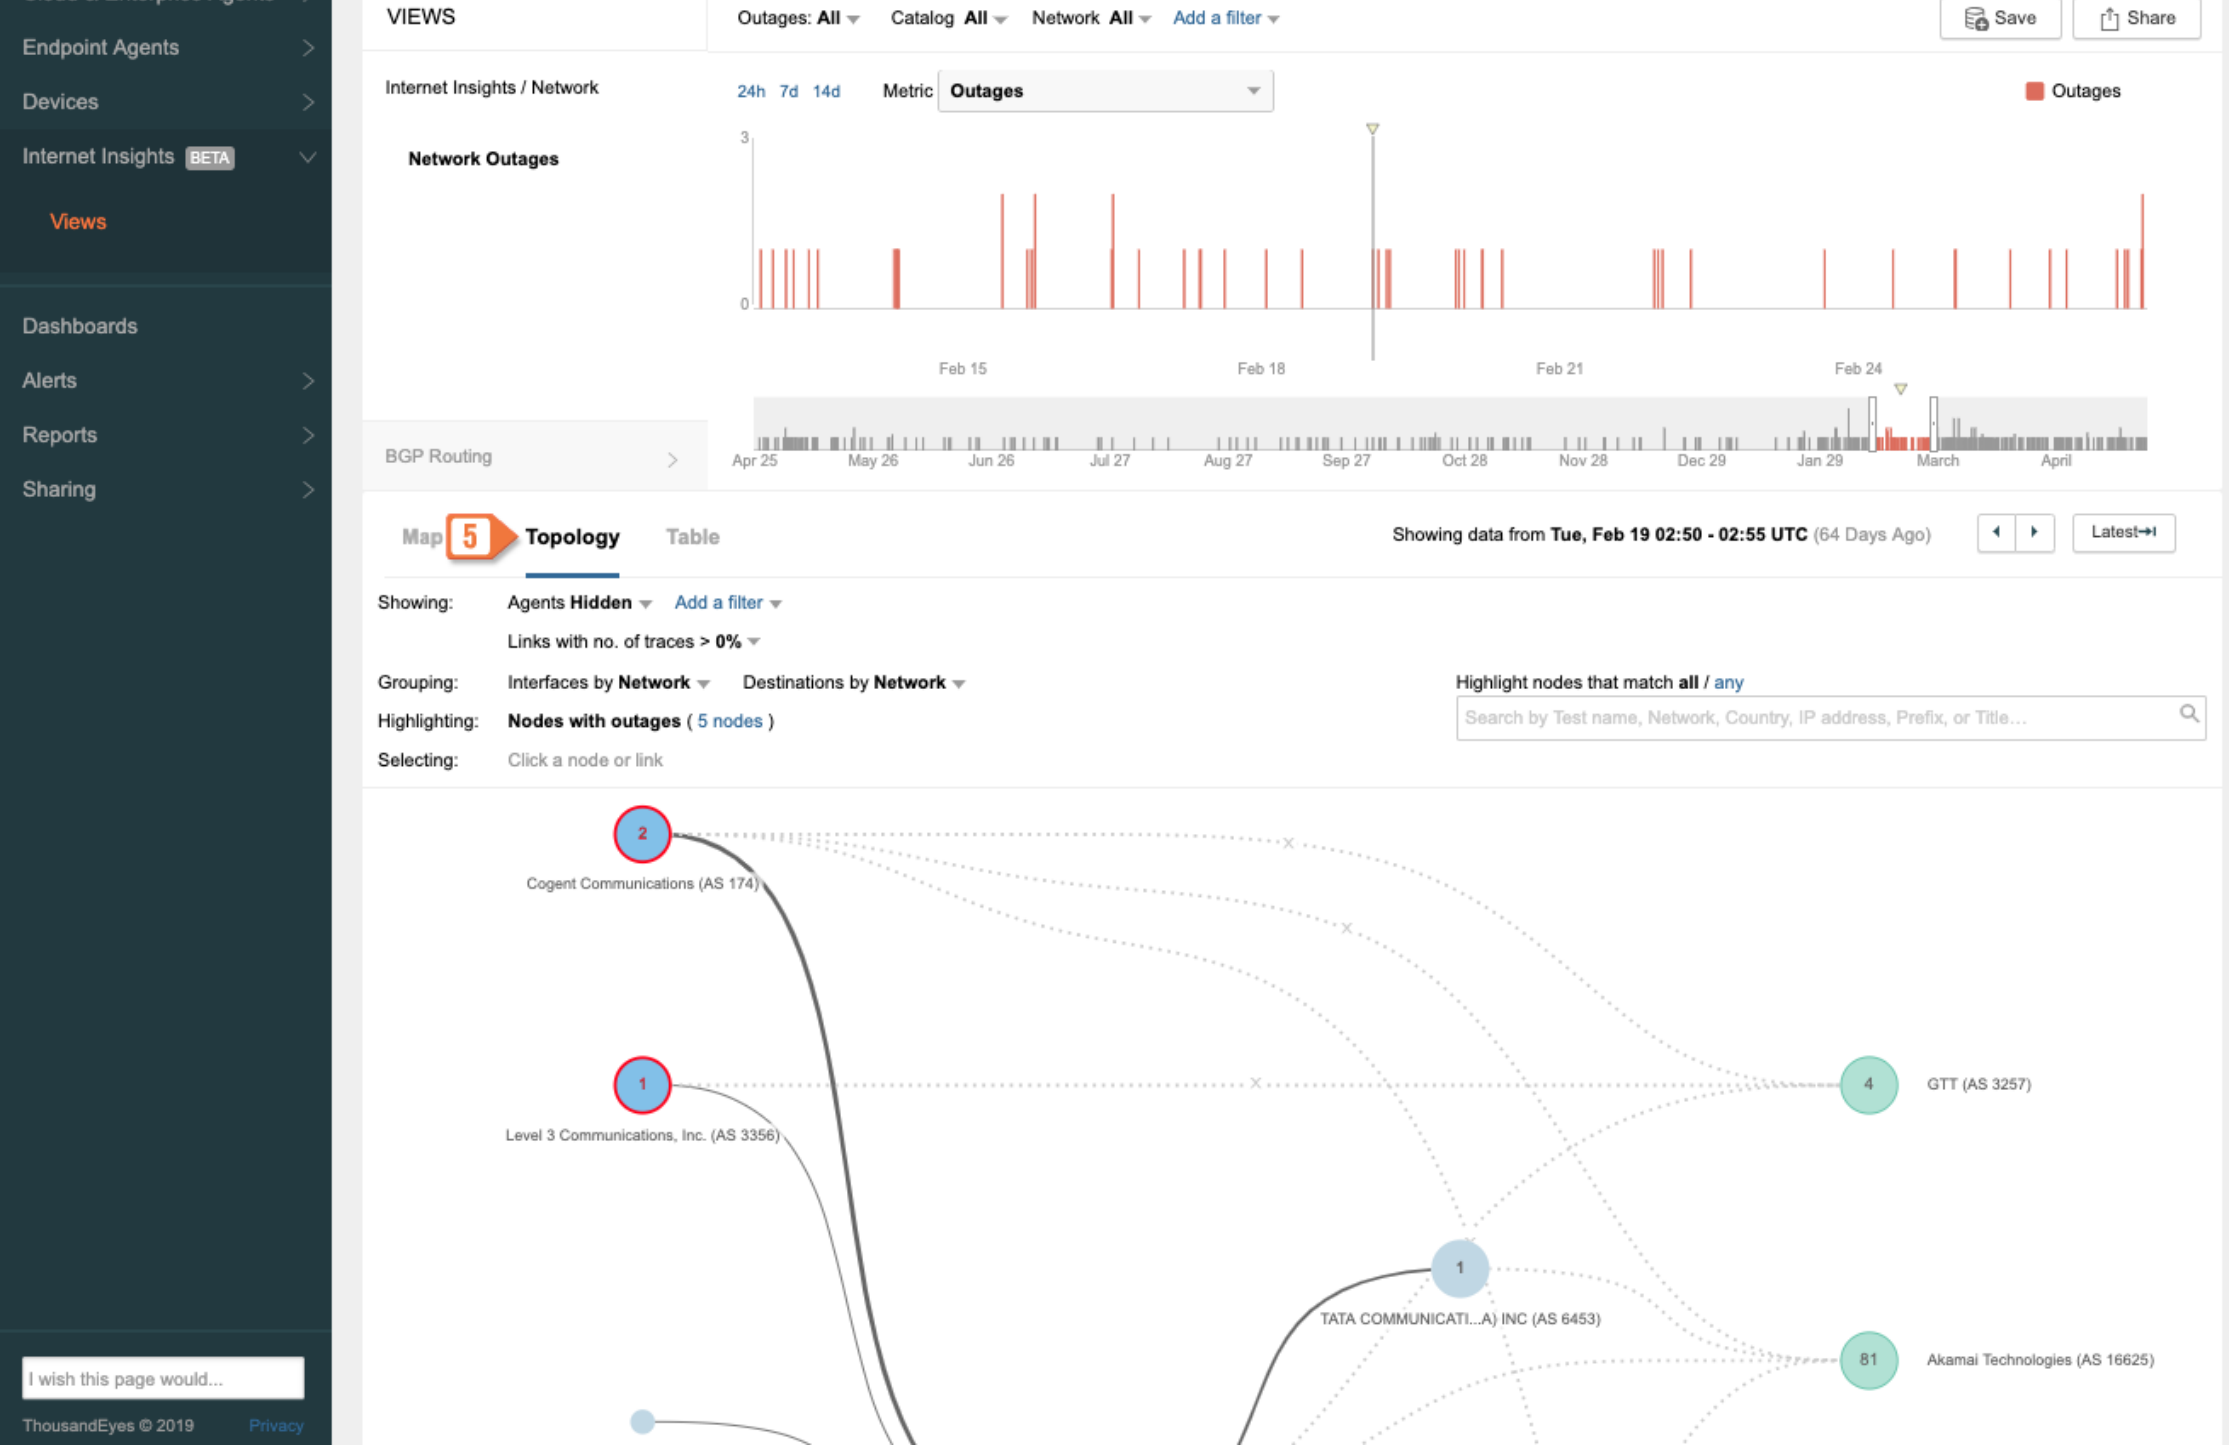 Endpoint Agents
Devices
Internet Insights BETA
Views
Dashboards
Alerts
Reports
Sharing
I wish this page would...
ThousandEyes © 2019 Privacy
VIEWS
Internet Insights / Network
Network Outages
BGP Routing
Outages: All Catalog All Network All Add a filter
Save Share
24h 7d 14d Metric Outages
Outages
3
0
Feb 15 Feb 18 Feb 21 Feb 24
Apr 25 May 26 Jun 26 Jul 27 Aug 27 Sep 27 Oct 28 Nov 28 Dec 29 Jan 29 March April
Map 5 Topology Table
Showing data from Tue, Feb 19 02:50 - 02:55 UTC (64 Days Ago)
Latest
Showing: Agents Hidden Add a filter
Links with no. of traces > 0%
Grouping: Interfaces by Network Destinations by Network
Highlighting: Nodes with outages ( 5 nodes )
Selecting: Click a node or link
Highlight nodes that match all / any
Search by Test name, Network, Country, IP address, Prefix, or Title...
2
Cogent Communications (AS 174)
1
Level 3 Communications, Inc. (AS 3356)
4 GTT (AS 3257)
1
TATA COMMUNICATI...A) INC (AS 6453)
81 Akamai Technologies (AS 16625)